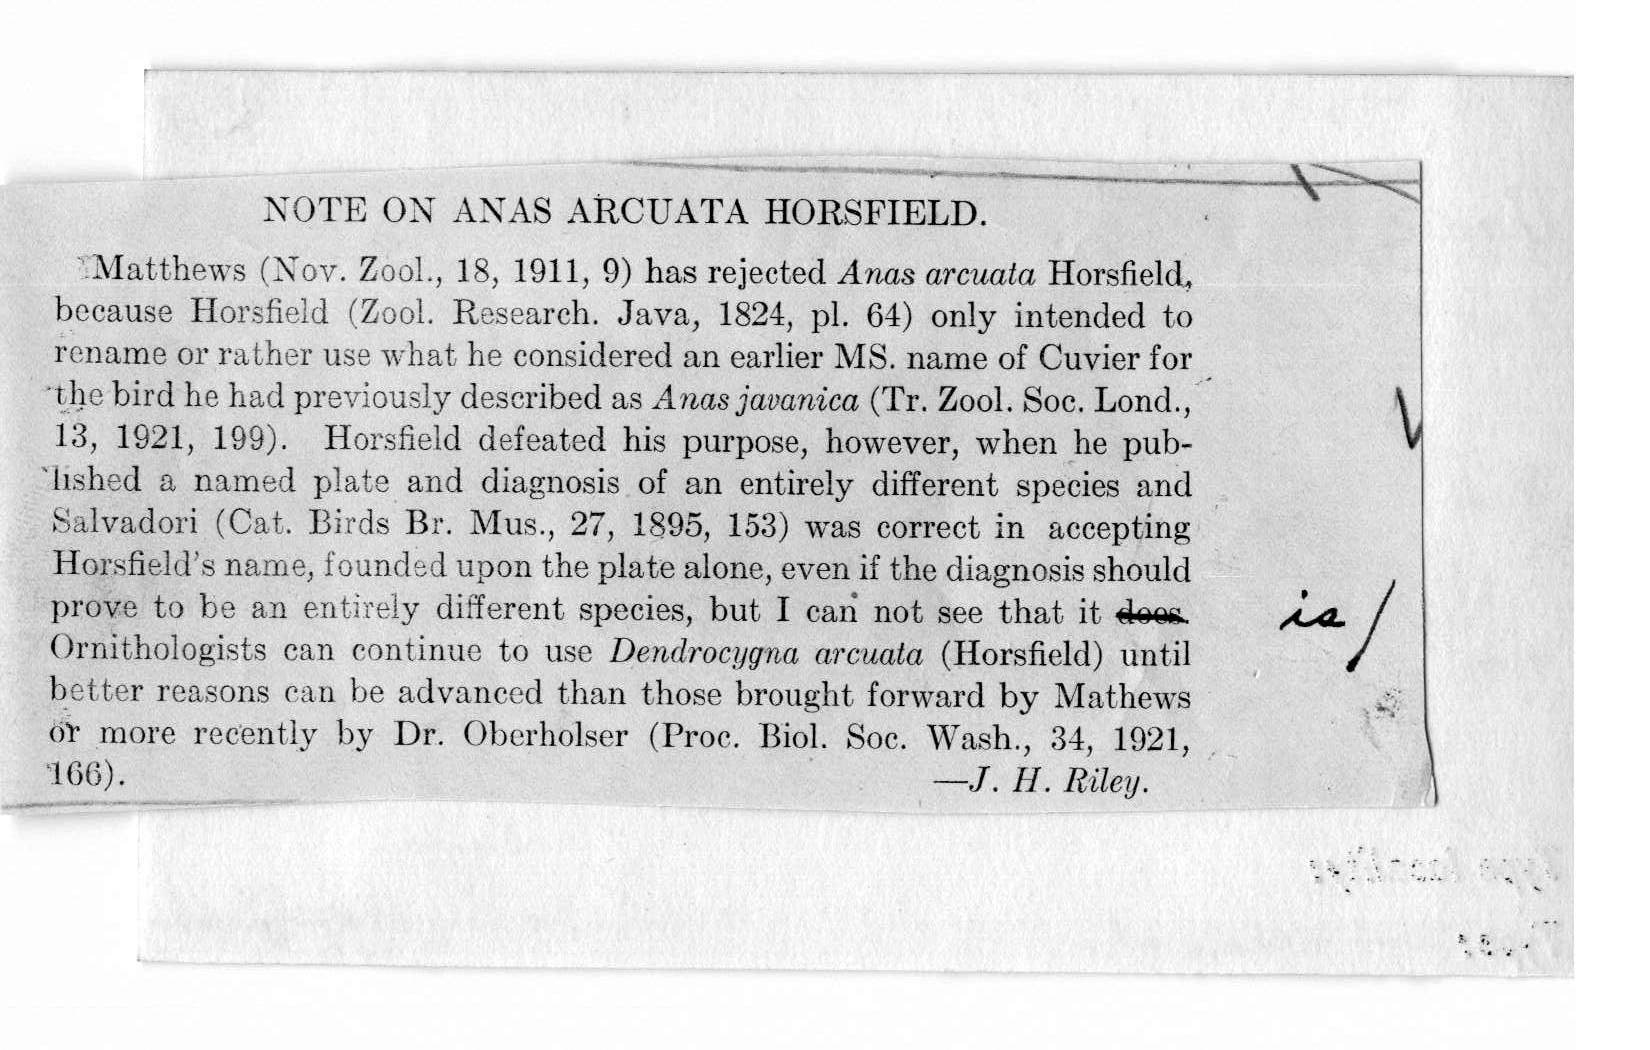 NOTE ON ANAS ARCUATA HORSFIELD.
Matthews (Nov. Zool., 18, 1911, 9) has rejected Anas arcuata Horsfield,
because Horsfield (Zool. Research. Java, 1824, pl. 64) only intended to
rename or rather use what he considered an earlier MS. name of Cuvier for
the bird he had previously described as Anas javanica (Tr. Zool. Soc. Lond.,
13, 1921, 199). Horsfield defeated his purpose, however, when he pub-
lished a named plate and diagnosis of an entirely different species and
Salvadori (Cat. Birds Br. Mus., 27, 1895, 153) was correct in accepting
Horsfield's name, founded upon the plate alone, even if the diagnosis should
prove to be an entirely different species, but I can not see that it does. is/
Ornithologists can continue to use Dendrocygna arcuata (Horsfield) until
better reasons can be advanced than those brought forward by Mathews
or more recently by Dr. Oberholser (Proc. Biol. Soc. Wash., 34, 1921,
166). —J. H. Riley.